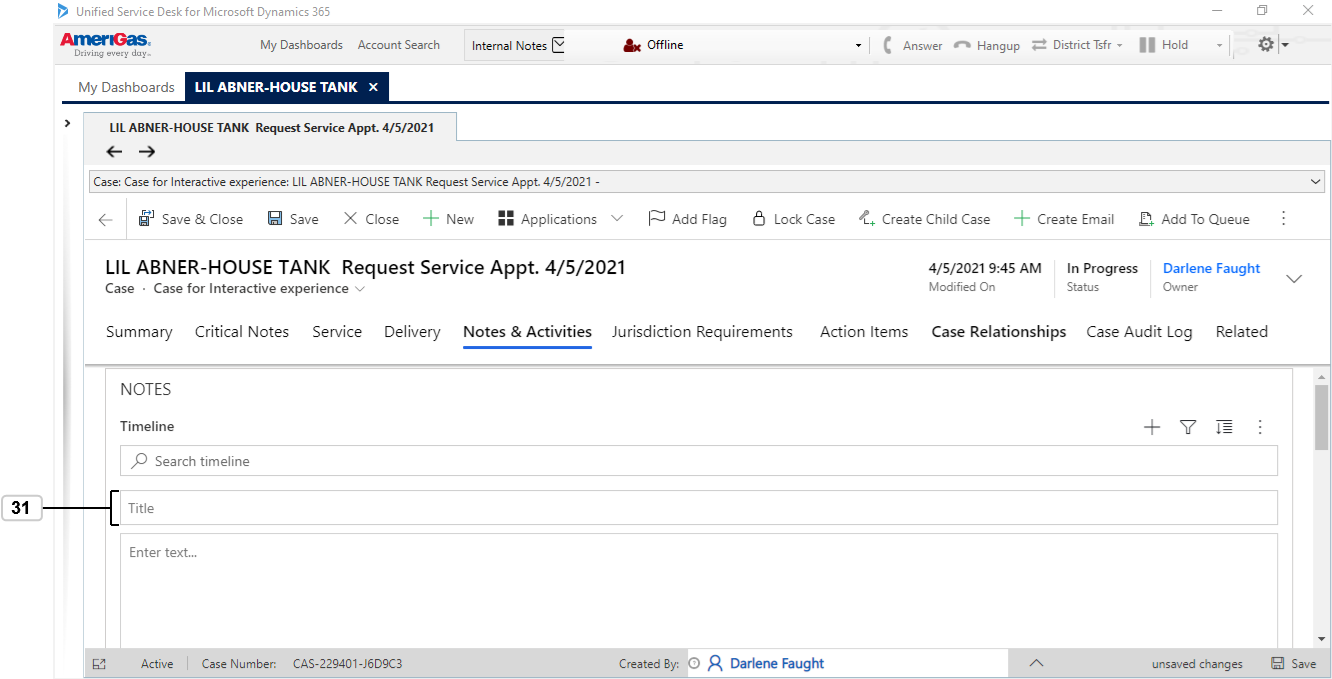 Unified Service Desk for Microsoft Dynamics 365
AmeriGas.
Driving every day..
My Dashboards Account Search Internal Notes Offline Answer Hangup District Tsfr Hold
My Dashboards LIL ABNER-HOUSE TANK ×
LIL ABNER-HOUSE TANK Request Service Appt. 4/5/2021
Case: Case for Interactive experience: LIL ABNER-HOUSE TANK Request Service Appt. 4/5/2021 -
Save & Close Save Close New Applications Add Flag Lock Case Create Child Case Create Email Add To Queue
LIL ABNER-HOUSE TANK Request Service Appt. 4/5/2021
Case · Case for Interactive experience
4/5/2021 9:45 AM In Progress Darlene Faught
Modified On Status Owner
Summary Critical Notes Service Delivery Notes & Activities Jurisdiction Requirements Action Items Case Relationships Case Audit Log Related
NOTES
Timeline
Search timeline
31
Title
Enter text...
Active Case Number: CAS-229401-J6D9C3 Created By: Darlene Faught unsaved changes Save